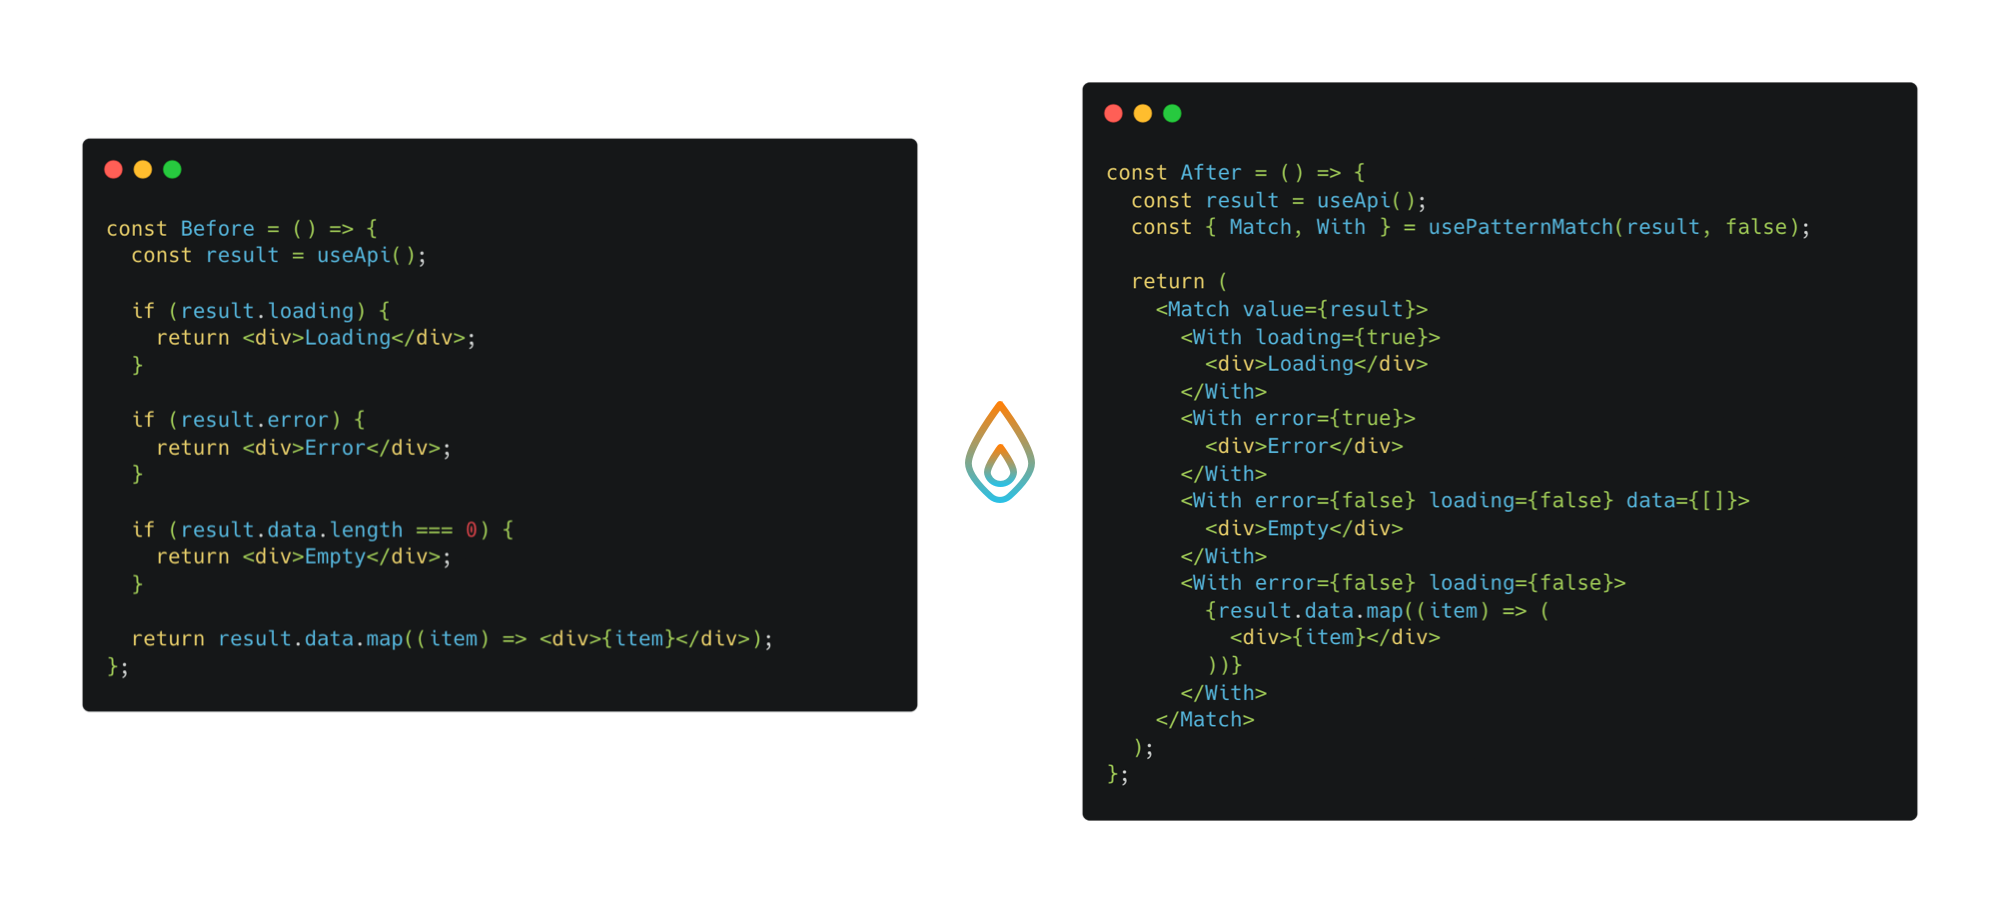 const Before = () => {
  const result = useApi();

  if (result.loading) {
    return <div>Loading</div>;
  }

  if (result.error) {
    return <div>Error</div>;
  }

  if (result.data.length === 0) {
    return <div>Empty</div>;
  }

  return result.data.map((item) => <div>{item}</div>);
};

const After = () => {
  const result = useApi();
  const { Match, With } = usePatternMatch(result, false);

  return (
    <Match value={result}>
      <With loading={true}>
        <div>Loading</div>
      </With>
      <With error={true}>
        <div>Error</div>
      </With>
      <With error={false} loading={false} data={[]}>
        <div>Empty</div>
      </With>
      <With error={false} loading={false}>
        {result.data.map((item) => (
          <div>{item}</div>
        ))}
      </With>
    </Match>
  );
};